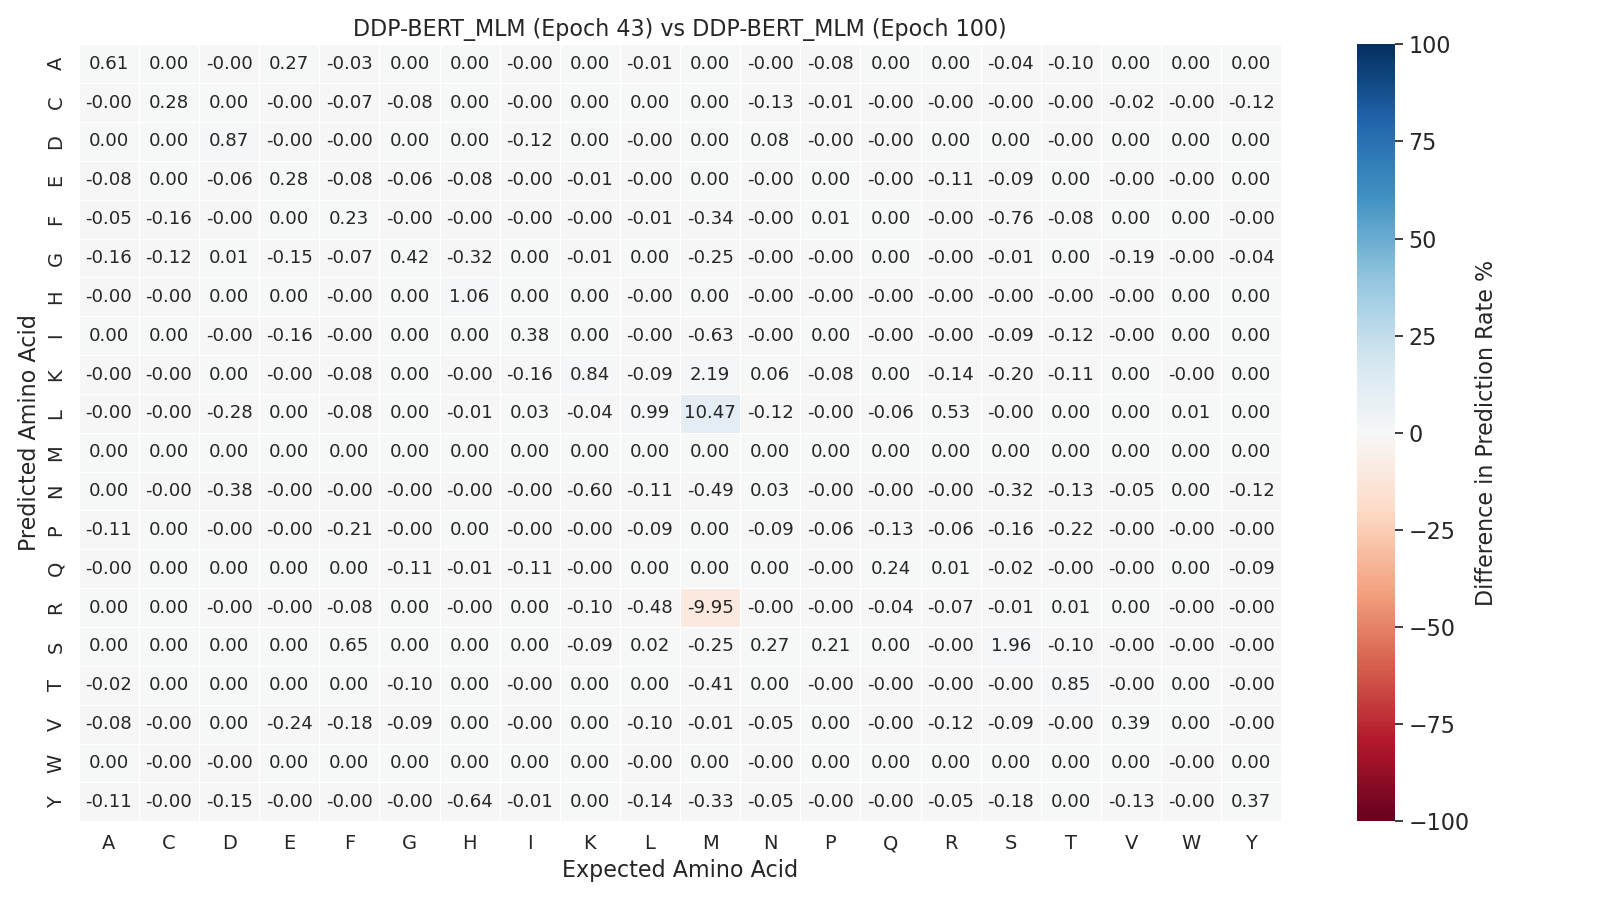 DDP-BERT_MLM (Epoch 43) vs DDP-BERT_MLM (Epoch 100)
Predicted Amino Acid
A 0.61 0.00 -0.00 0.27 -0.03 0.00 0.00 -0.00 0.00 -0.01 0.00 -0.00 -0.08 0.00 0.00 -0.04 -0.10 0.00 0.00 0.00
C -0.00 0.28 0.00 -0.00 -0.07 -0.08 0.00 -0.00 0.00 0.00 0.00 -0.13 -0.01 -0.00 -0.00 -0.00 -0.00 -0.02 -0.00 -0.12
D 0.00 0.00 0.87 -0.00 -0.00 0.00 0.00 -0.12 0.00 -0.00 0.00 0.08 -0.00 -0.00 0.00 0.00 -0.00 0.00 -0.00 0.00
E -0.08 0.00 -0.06 0.28 -0.08 -0.06 -0.08 -0.00 -0.01 -0.00 0.00 -0.00 0.00 -0.00 -0.11 -0.09 0.00 -0.00 -0.00 0.00
F -0.05 -0.16 -0.00 0.00 0.23 -0.00 -0.00 -0.00 -0.00 -0.01 -0.34 -0.00 0.01 0.00 -0.00 -0.76 -0.08 0.00 0.00 -0.00
G -0.16 -0.12 0.01 -0.15 -0.07 0.42 -0.32 0.00 -0.01 0.00 -0.25 -0.00 -0.00 0.00 -0.00 -0.01 0.00 -0.19 -0.00 -0.04
H -0.00 -0.00 0.00 0.00 -0.00 0.00 1.06 0.00 0.00 -0.00 0.00 -0.00 -0.00 0.00 -0.00 -0.00 -0.00 -0.00 0.00 0.00
I 0.00 0.00 -0.00 -0.16 -0.00 0.00 0.00 0.38 0.00 -0.00 -0.63 -0.00 0.00 -0.00 -0.00 -0.09 -0.12 -0.00 0.00 0.00
K -0.00 -0.00 0.00 -0.00 -0.08 0.00 -0.00 -0.16 0.84 -0.09 2.19 0.06 -0.08 0.00 -0.14 -0.20 -0.11 0.00 -0.00 0.00
L -0.00 -0.00 -0.28 0.00 -0.08 0.00 -0.01 0.03 -0.04 0.99 10.47 -0.12 -0.00 -0.06 0.53 -0.00 0.00 0.00 0.01 0.00
M 0.00 0.00 0.00 0.00 0.00 0.00 0.00 0.00 0.00 0.00 0.00 0.00 0.00 0.00 0.00 0.00 0.00 0.00 0.00 0.00
N 0.00 -0.00 -0.38 -0.00 -0.00 -0.00 -0.00 -0.00 -0.60 -0.11 -0.49 0.03 -0.00 -0.00 -0.00 -0.32 -0.13 -0.05 0.00 -0.12
P -0.11 0.00 -0.00 -0.00 -0.21 -0.00 0.00 -0.00 -0.00 -0.09 0.00 -0.09 -0.06 -0.13 -0.06 -0.16 -0.22 -0.00 -0.00 -0.00
Q -0.00 0.00 0.00 0.00 0.00 -0.11 -0.01 -0.11 -0.00 0.00 0.00 0.00 -0.00 0.24 0.01 -0.02 -0.00 -0.00 0.00 -0.09
R 0.00 0.00 -0.00 -0.00 -0.08 0.00 -0.00 0.00 -0.10 -0.48 -9.95 -0.00 -0.00 -0.04 -0.07 -0.01 0.01 0.00 -0.00 -0.00
S 0.00 0.00 -0.00 0.00 0.65 0.00 0.00 0.00 -0.09 0.02 -0.25 0.27 0.21 0.00 -0.00 1.96 -0.10 -0.00 -0.00 -0.00
T -0.02 0.00 0.00 0.00 0.00 -0.10 0.00 -0.00 0.00 0.00 -0.41 0.00 -0.00 -0.00 -0.00 -0.00 0.85 -0.00 0.00 -0.00
V -0.08 -0.00 0.00 -0.24 -0.18 -0.09 0.00 -0.00 0.00 -0.10 -0.01 -0.05 0.00 -0.00 -0.12 -0.09 -0.00 0.39 0.00 -0.00
W 0.00 -0.00 -0.00 0.00 0.00 0.00 0.00 0.00 0.00 -0.00 0.00 -0.00 0.00 0.00 0.00 -0.00 0.00 -0.00 -0.00 0.00
Y -0.11 -0.00 -0.15 -0.00 -0.00 -0.00 -0.64 -0.01 0.00 -0.14 -0.33 -0.05 -0.00 -0.00 -0.05 -0.18 0.00 -0.13 -0.00 0.37
A C D E F G H I K L M N P Q R S T V W Y
Expected Amino Acid
100
75
50
25
0
−25
−50
−75
−100
Difference in Prediction Rate %